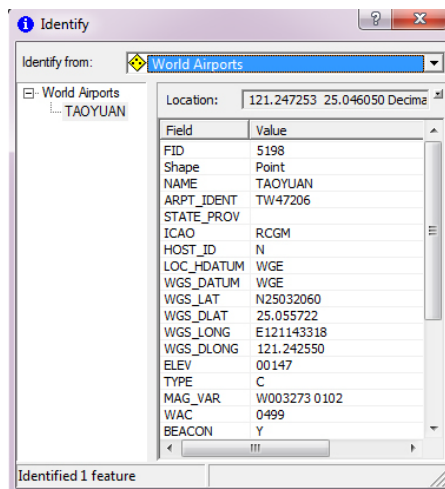 Identify
Identify from: World Airports
World Airports
TAOYUAN
Location: 121.247253 25.046050 Decima
Field Value
FID 5198
Shape Point
NAME TAOYUAN
ARPT_IDENT TW47206
STATE_PROV
ICAO RCGM
HOST_ID N
LOC_HDATUM WGE
WGS_DATUM WGE
WGS_LAT N25032060
WGS_DLAT 25.055722
WGS_LONG E121143318
WGS_DLONG 121.242550
ELEV 00147
TYPE C
MAG_VAR W003273 0102
WAC 0499
BEACON Y
Identified 1 feature